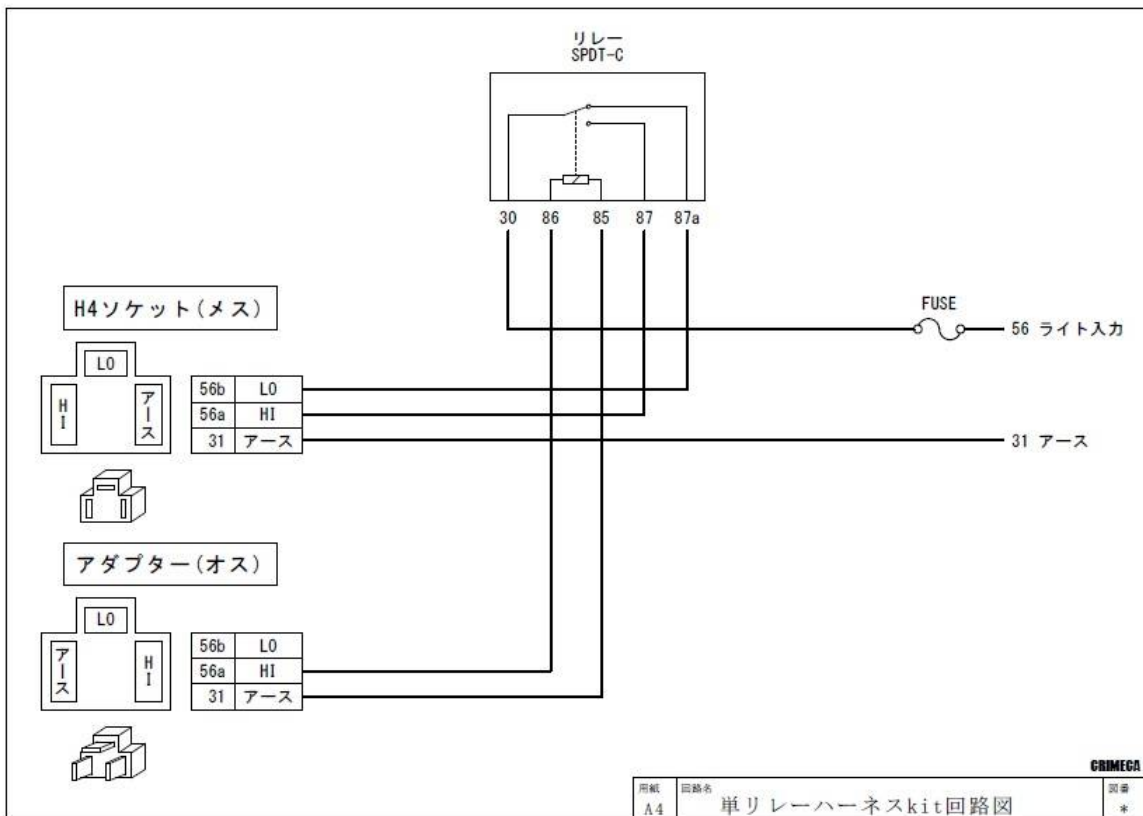 リレー
SPDT-C
30 86 85 87 87a
H4ソケット(メス)
LO
HI
アース
56b LO
56a HI
31 アース
FUSE
56 ライト入力
31 アース
アダプター(オス)
LO
アース
HI
56b LO
56a HI
31 アース
CRIMECA
用紙 回路名 図番
A4 単リレーハーネスkit回路図 *